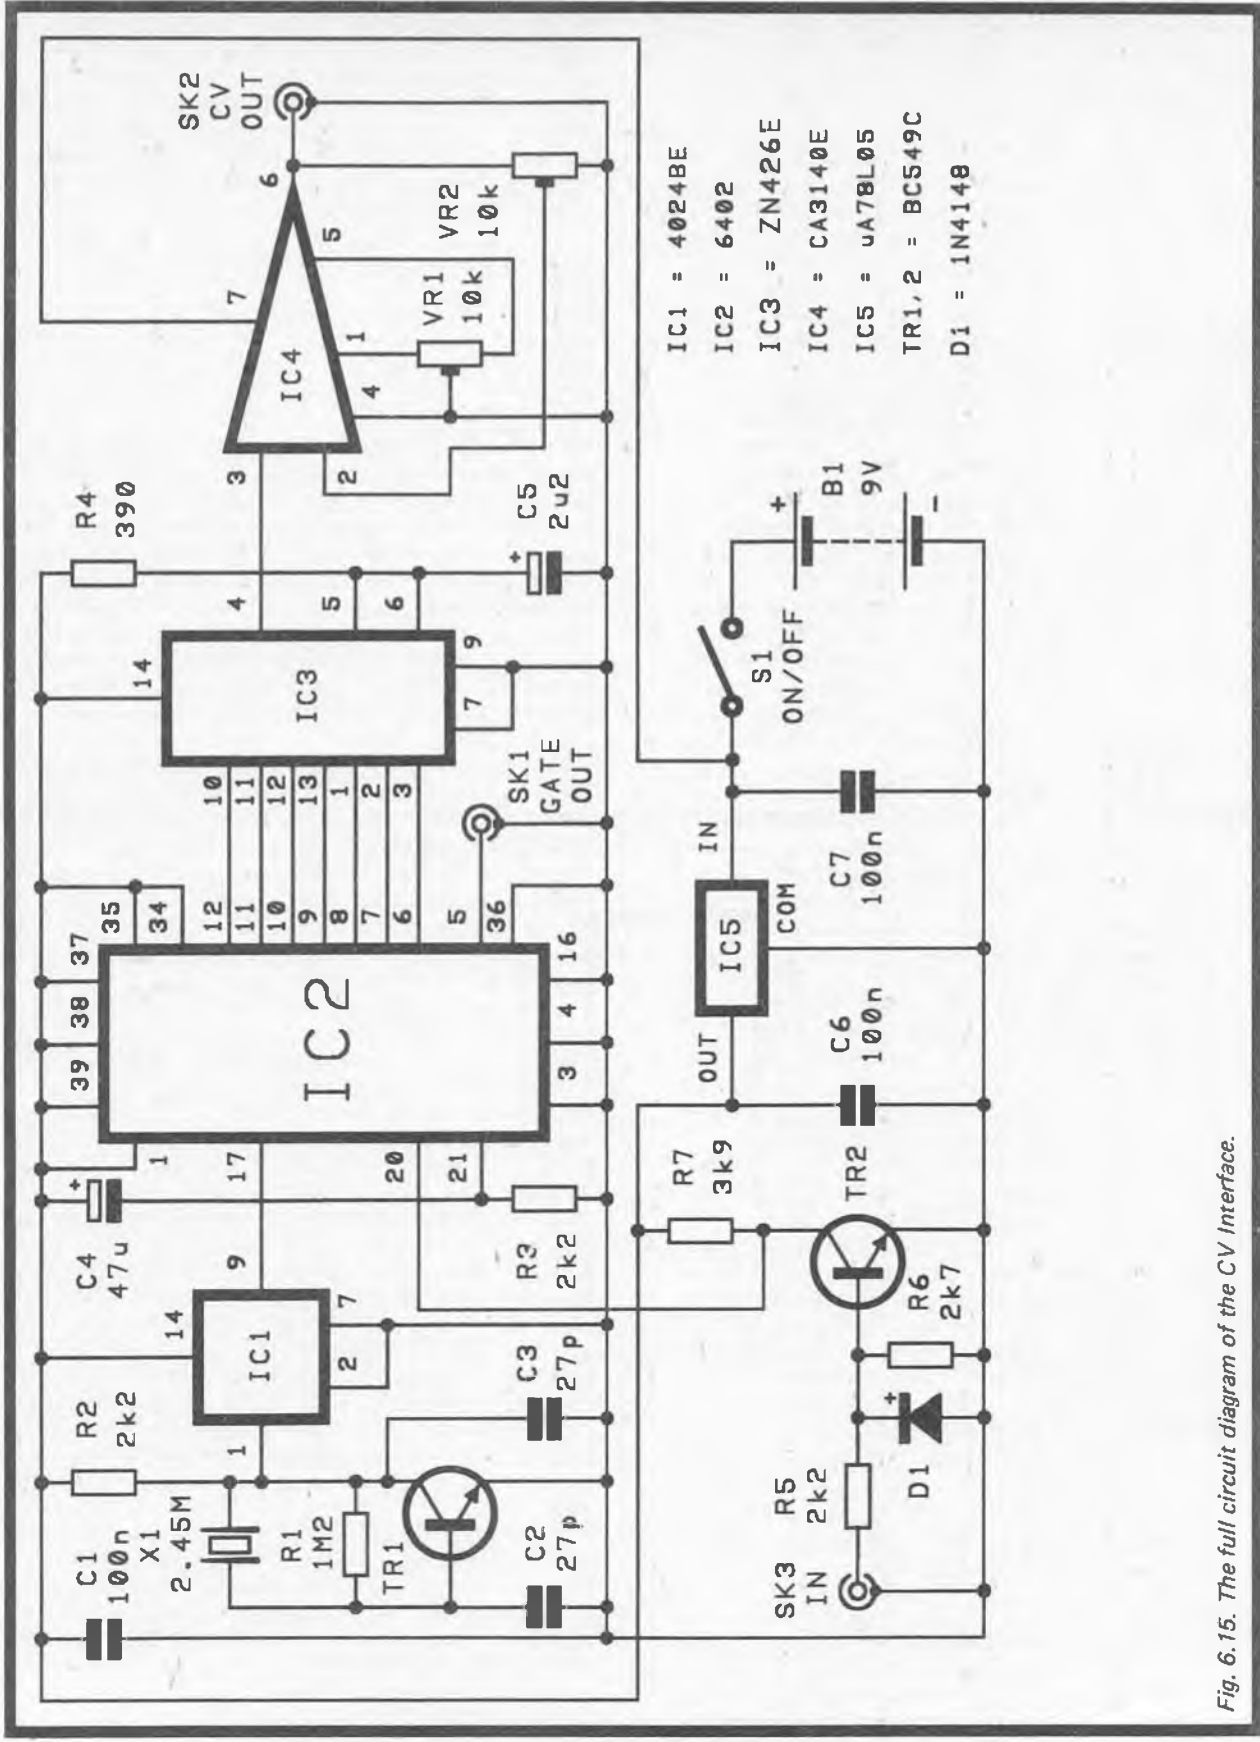 C1
100n
X1
2.45M
R2
2k2
R1
1M2
TR1
C2
27p
C3
27p
1
14
IC1
2
7
9
C4
47u
R3
2k2
1
17
20
21
39
38
37
IC2
3
4
16
35
34
12
11
10
9
8
7
6
5
36
10
11
12
13
1
2
3
SK1
GATE
OUT
14
IC3
7
9
4
5
6
R4
390
C5
2u2
3
2
IC4
7
4
1
5
6
VR1
10k
VR2
10k
SK2
CV
OUT
SK3
IN
R5
2k2
D1
R6
2k7
TR2
R7
3k9
OUT
IC5
IN
COM
C6
100n
C7
100n
S1
ON/OFF
+
B1
9V
-
IC1 = 4024BE
IC2 = 6402
IC3 = ZN426E
IC4 = CA3140E
IC5 = uA78L05
TR1,2 = BC549C
D1 = 1N4148
Fig. 6.15. The full circuit diagram of the CV Interface.